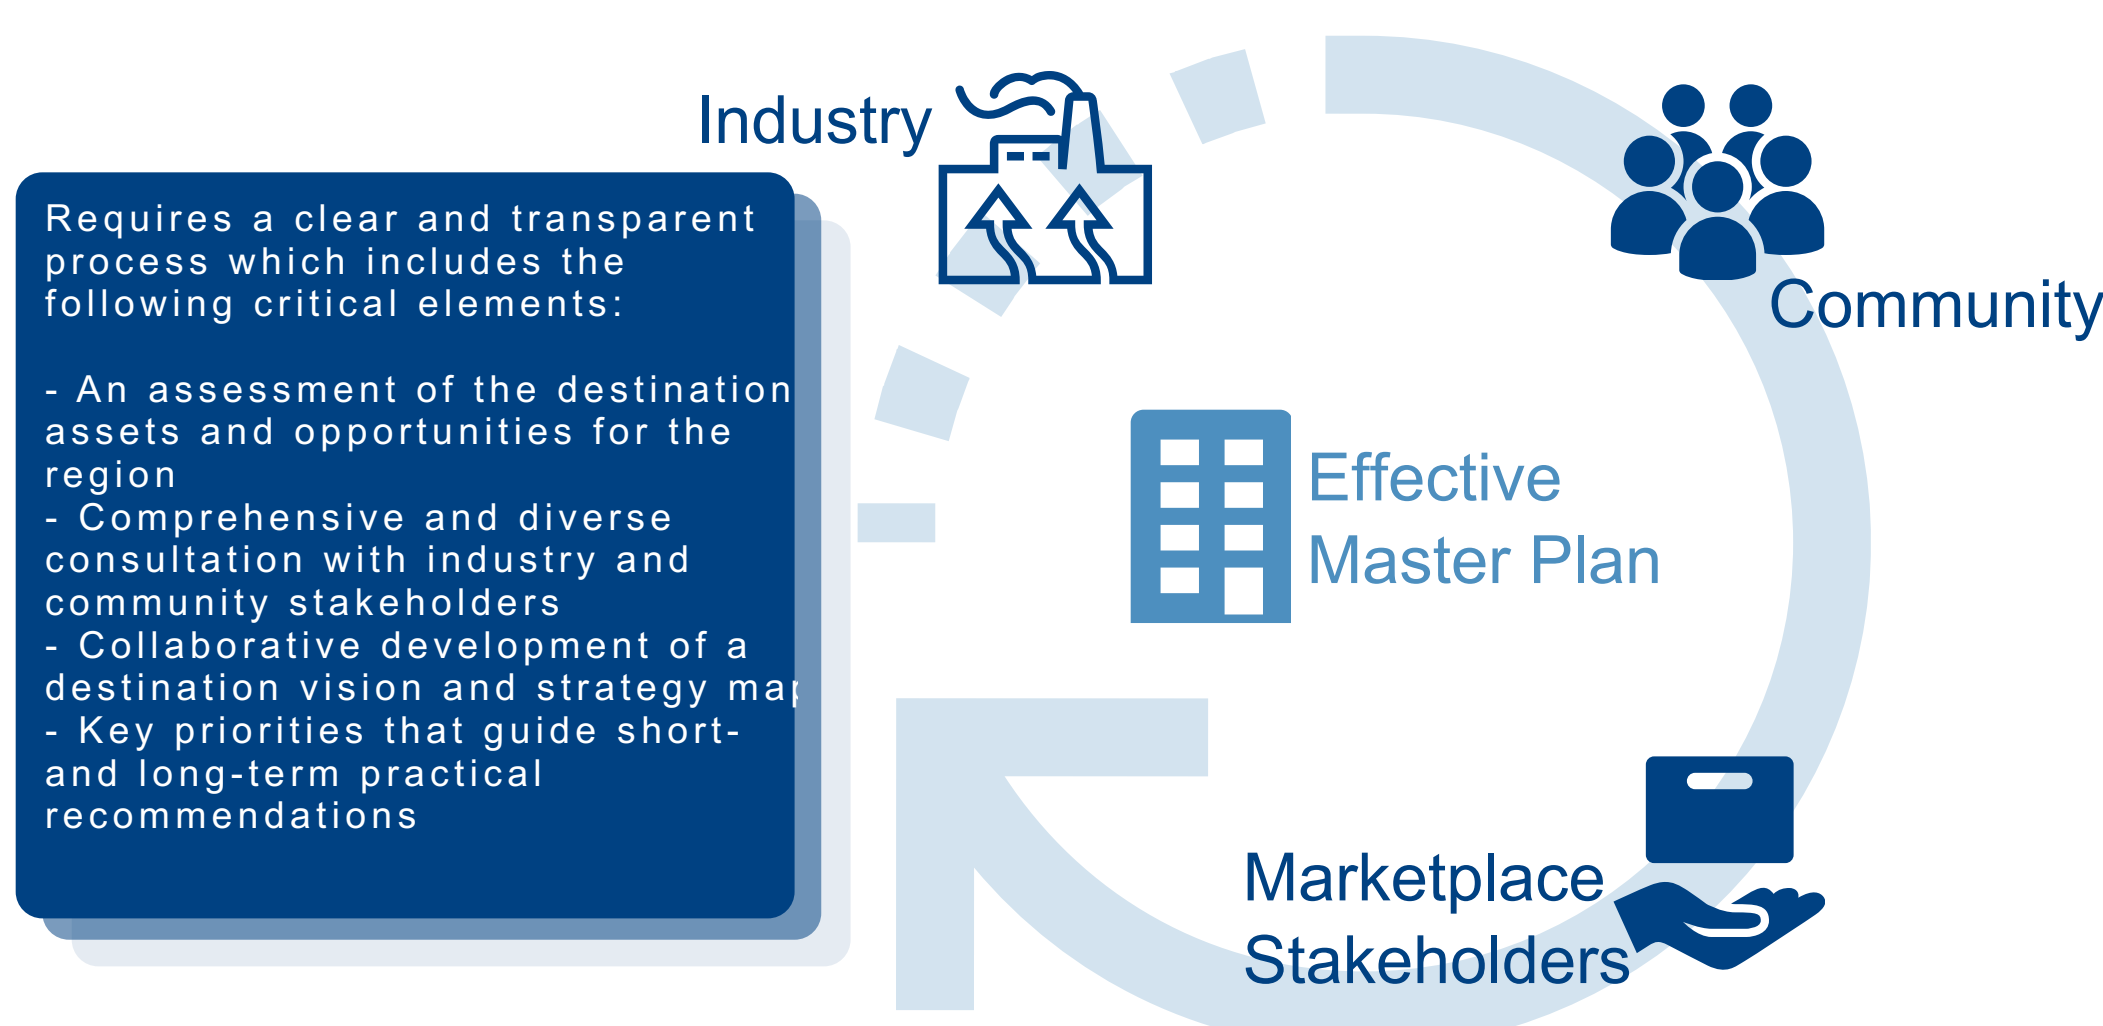 Industry
Requires a clear and transparent
process which includes the
following critical elements:
- An assessment of the destination
assets and opportunities for the
region
- Comprehensive and diverse
consultation with industry and
community stakeholders
- Collaborative development of a
destination vision and strategy map
- Key priorities that guide short-
and long-term practical
recommendations
Community
Effective
Master Plan
Marketplace
Stakeholders